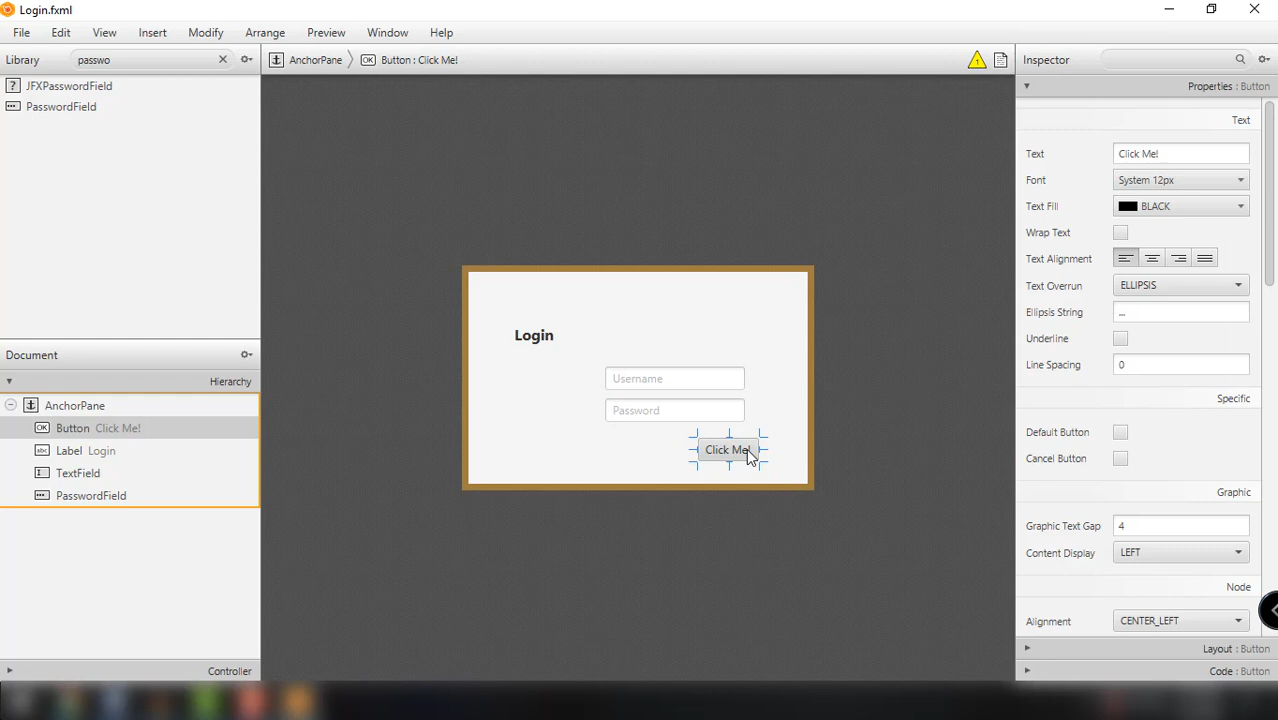 Login.fxml
File Edit View Insert Modify Arrange Preview Window Help
Library passwo
JFXPasswordField
PasswordField
Document
Hierarchy
AnchorPane
Button Click Me!
Label Login
TextField
PasswordField
Controller
AnchorPane Button : Click Me!
Login
Username
Password
Click Me!
Inspector
Properties : Button
Text
Text Click Me!
Font System 12px
Text Fill BLACK
Wrap Text
Text Alignment
Text Overrun ELLIPSIS
Ellipsis String ...
Underline
Line Spacing 0
Specific
Default Button
Cancel Button
Graphic
Graphic Text Gap 4
Content Display LEFT
Node
Alignment CENTER_LEFT
Layout : Button
Code : Button